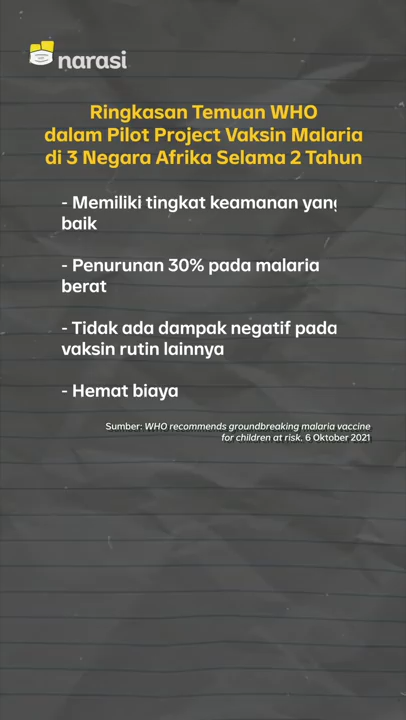 narasi
Ringkasan Temuan WHO
dalam Pilot Project Vaksin Malaria
di 3 Negara Afrika Selama 2 Tahun
- Memiliki tingkat keamanan yang
baik
- Penurunan 30% pada malaria
berat
- Tidak ada dampak negatif pada
vaksin rutin lainnya
- Hemat biaya
Sumber: WHO recommends groundbreaking malaria vaccine
for children at risk. 6 Oktober 2021